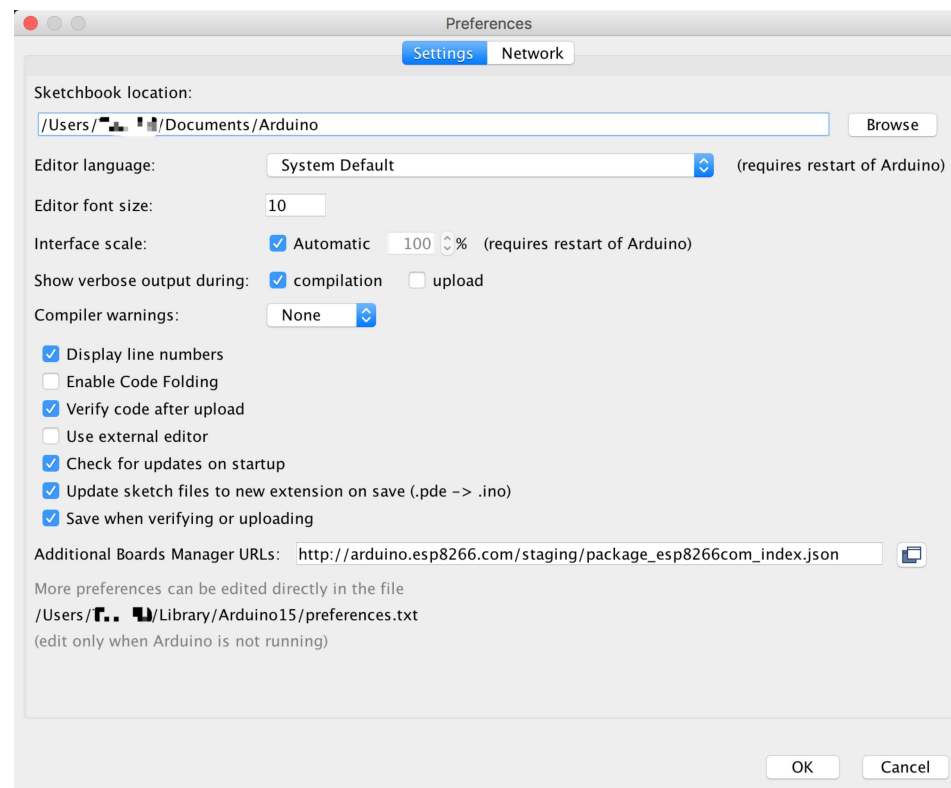 Preferences
Settings Network
Sketchbook location:
/Users/ /Documents/Arduino Browse
Editor language: System Default (requires restart of Arduino)
Editor font size: 10
Interface scale: Automatic 100 % (requires restart of Arduino)
Show verbose output during: compilation upload
Compiler warnings: None
Display line numbers
Enable Code Folding
Verify code after upload
Use external editor
Check for updates on startup
Update sketch files to new extension on save (.pde -> .ino)
Save when verifying or uploading
Additional Boards Manager URLs: http://arduino.esp8266.com/staging/package_esp8266com_index.json
More preferences can be edited directly in the file
/Users/ /Library/Arduino15/preferences.txt
(edit only when Arduino is not running)
OK Cancel